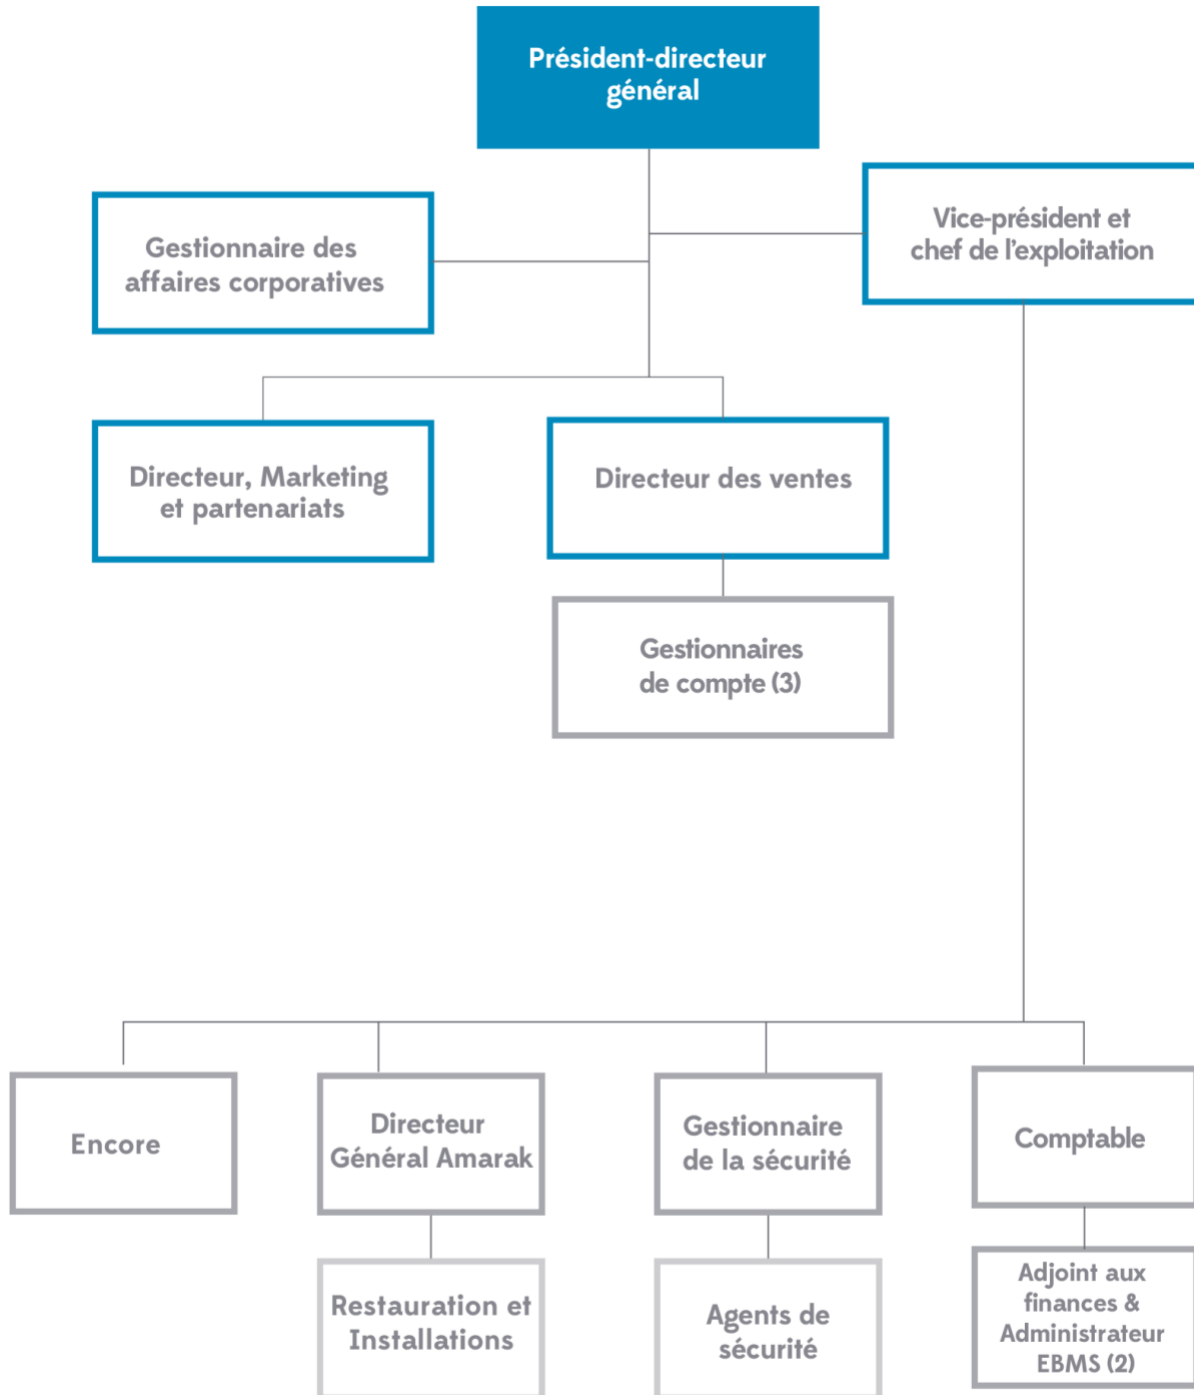 Président-directeur
général
Vice-président et
chef de l'exploitation
Gestionnaire des
affaires corporatives
Directeur, Marketing
et partenariats
Directeur des ventes
Gestionnaires
de compte (3)
Encore
Directeur
Général Amarak
Gestionnaire
de la sécurité
Comptable
Restauration et
Installations
Agents de
sécurité
Adjoint aux
finances &
Administrateur
EBMS (2)